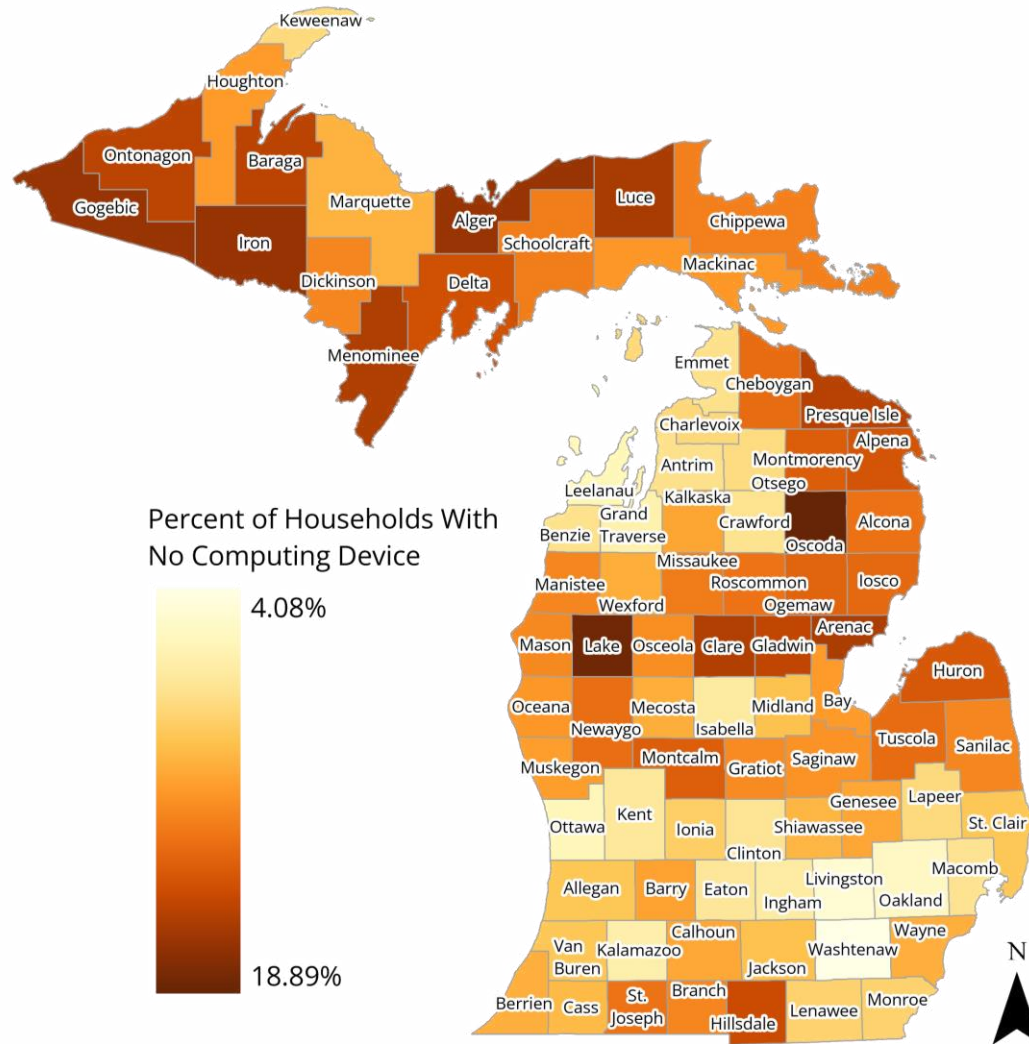 Keweenaw
Houghton
Ontonagon
Baraga
Gogebic
Marquette
Iron
Alger
Luce
Schoolcraft
Chippewa
Mackinac
Dickinson
Delta
Menominee
Emmet
Cheboygan
Presque Isle
Charlevoix
Alpena
Montmorency
Antrim
Otsego
Leelanau
Kalkaska
Grand
Traverse
Crawford
Alcona
Benzie
Oscoda
Percent of Households With
No Computing Device
4.08%
18.89%
Missaukee
Manistee
Roscommon
Iosco
Wexford
Ogemaw
Arenac
Mason
Lake
Osceola
Clare
Gladwin
Huron
Oceana
Mecosta
Midland
Bay
Newaygo
Isabella
Tuscola
Sanilac
Montcalm
Saginaw
Muskegon
Gratiot
Genesee
Lapeer
Kent
Ottawa
Ionia
Shiawassee
St. Clair
Clinton
Macomb
Livingston
Allegan
Barry
Eaton
Ingham
Oakland
Calhoun
Wayne
Van
Buren
Kalamazoo
Washtenaw
Jackson
Berrien
Cass
St.
Joseph
Branch
Hillsdale
Lenawee
Monroe
N